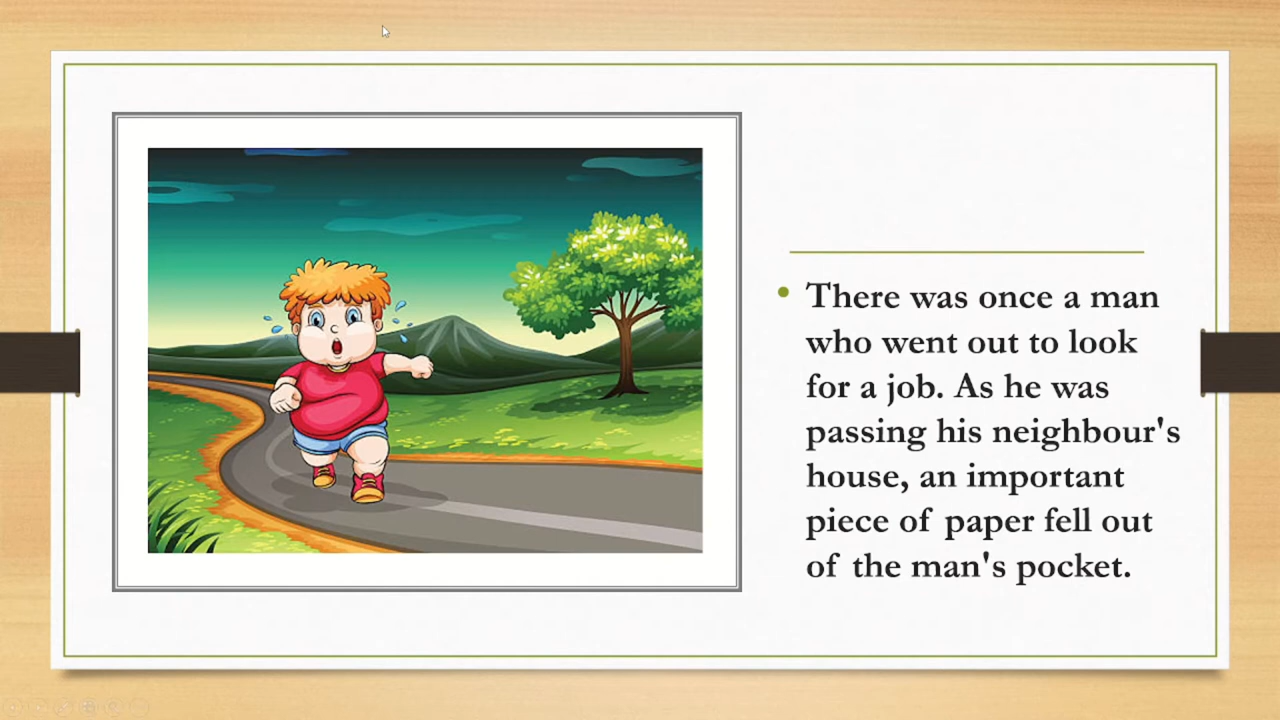 There was once a man
who went out to look
for a job. As he was
passing his neighbour's
house, an important
piece of paper fell out
of the man's pocket.